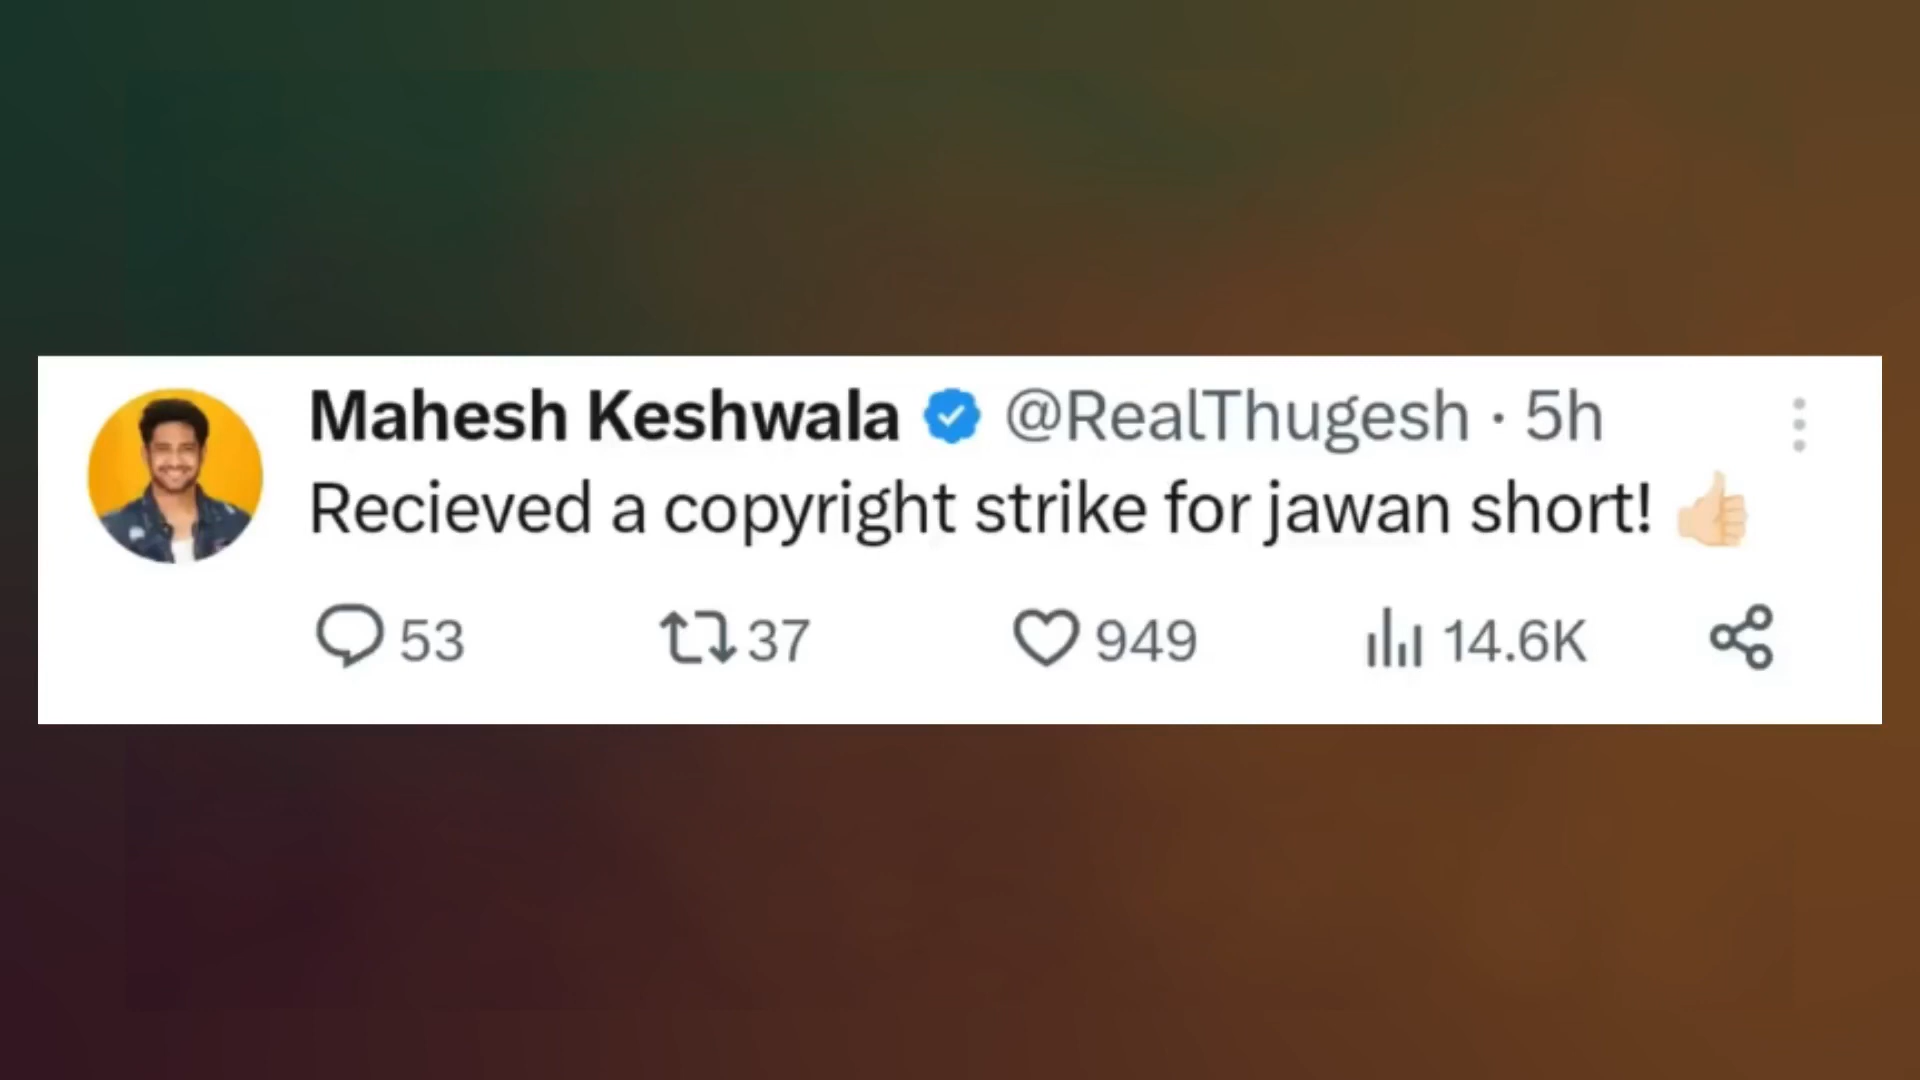 Mahesh Keshwala @RealThugesh · 5h
Recieved a copyright strike for jawan short! 👍🏻
53 37 949 14.6K